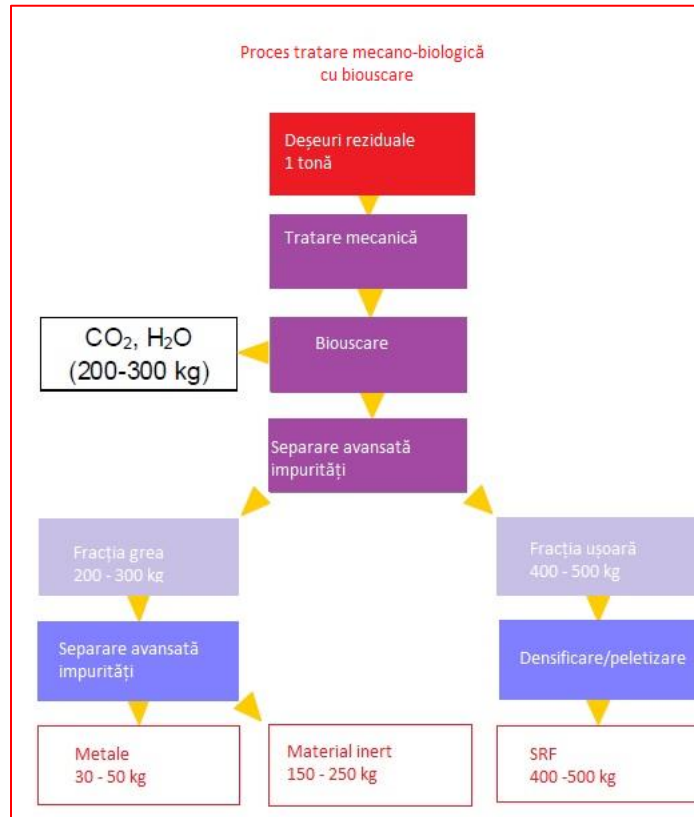 Proces tratare mecano-biologică
cu biouscare
Deșeuri reziduale
1 tonă
Tratare mecanică
CO₂, H₂O
(200-300 kg)
Biouscare
Separare avansată
impurități
Fracția grea
200 - 300 kg
Fracția ușoară
400 - 500 kg
Separare avansată
impurități
Densificare/peletizare
Metale
30 - 50 kg
Material inert
150 - 250 kg
SRF
400 -500 kg